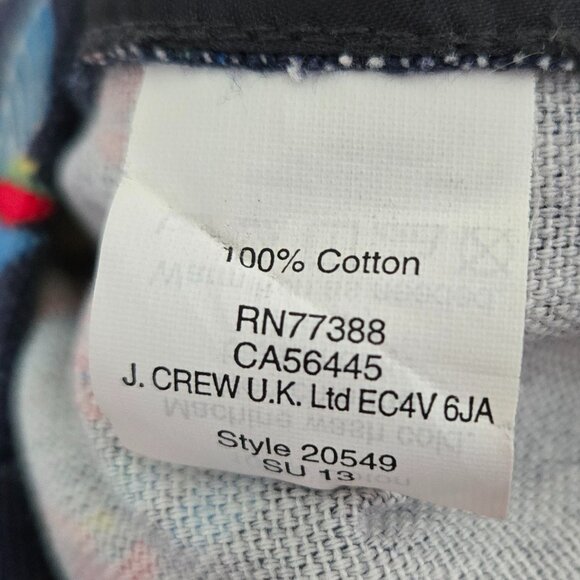 100% Cotton
RN77388
CA56445
J. CREW U.K. Ltd EC4V 6JA
Style 20549
SU 13